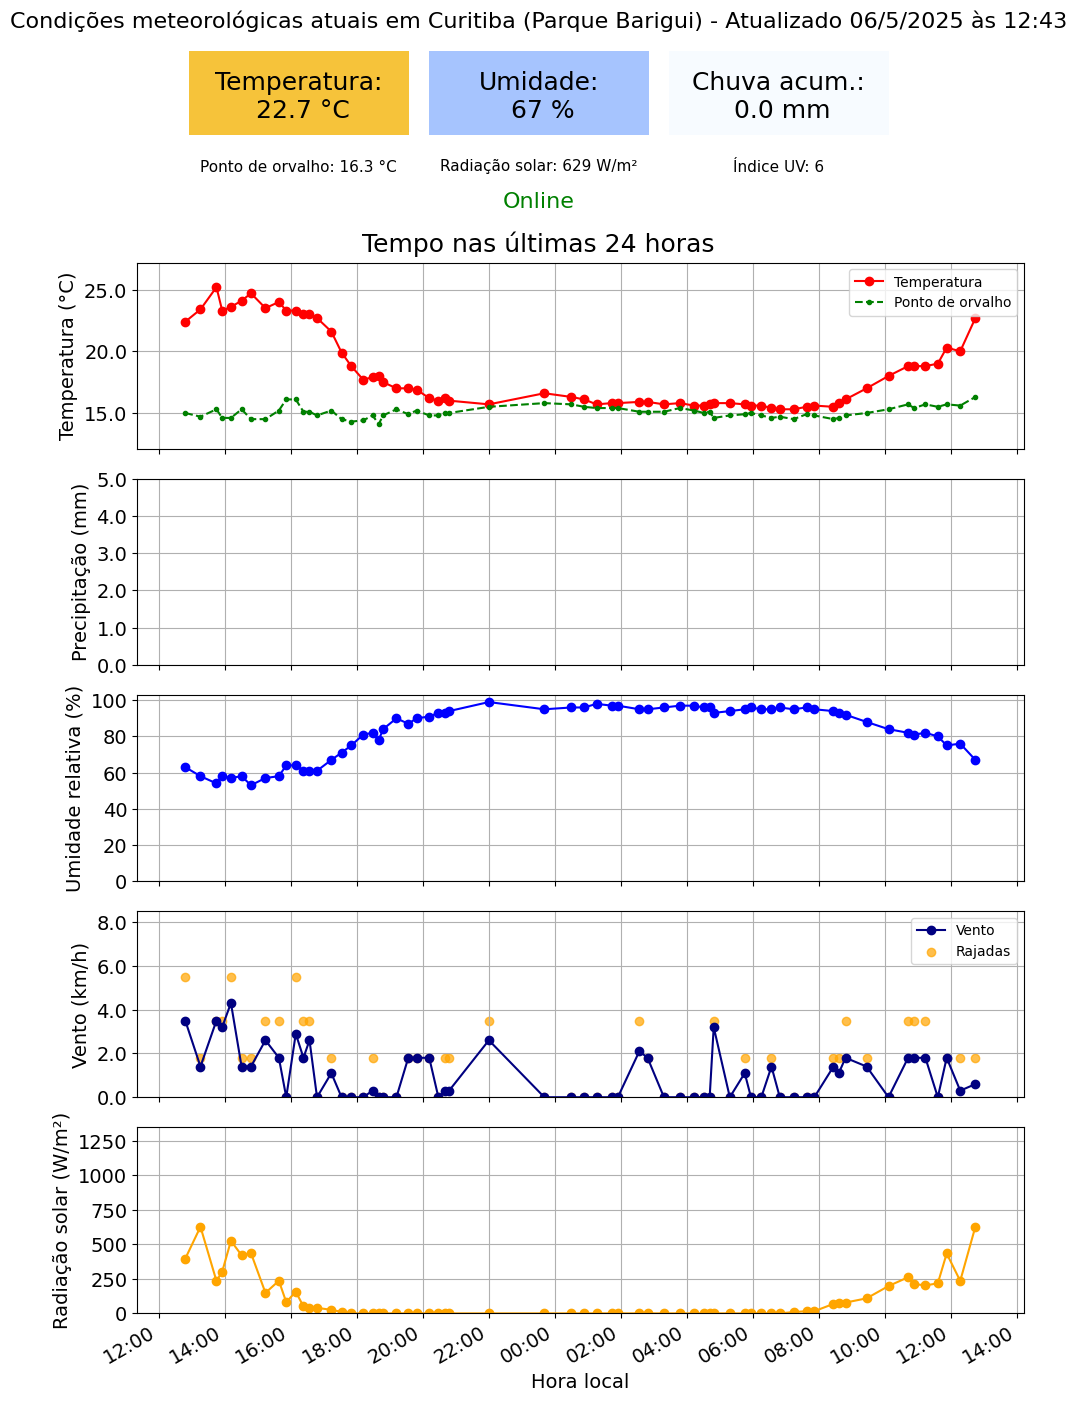 Condições meteorológicas atuais em Curitiba (Parque Barigui) - Atualizado 06/5/2025 às 12:43
Temperatura:
22.7 °C
Umidade:
67 %
Chuva acum.:
0.0 mm
Ponto de orvalho: 16.3 °C
Radiação solar: 629 W/m²
Índice UV: 6
Online
Tempo nas últimas 24 horas
Temperatura (°C)
25.0
20.0
15.0
Temperatura
Ponto de orvalho
Precipitação (mm)
5.0
4.0
3.0
2.0
1.0
0.0
Umidade relativa (%)
100
80
60
40
20
0
Vento (km/h)
8.0
6.0
4.0
2.0
0.0
Vento
Rajadas
Radiação solar (W/m²)
1250
1000
750
500
250
0
12:00
14:00
16:00
18:00
20:00
22:00
00:00
02:00
04:00
06:00
08:00
10:00
12:00
14:00
Hora local